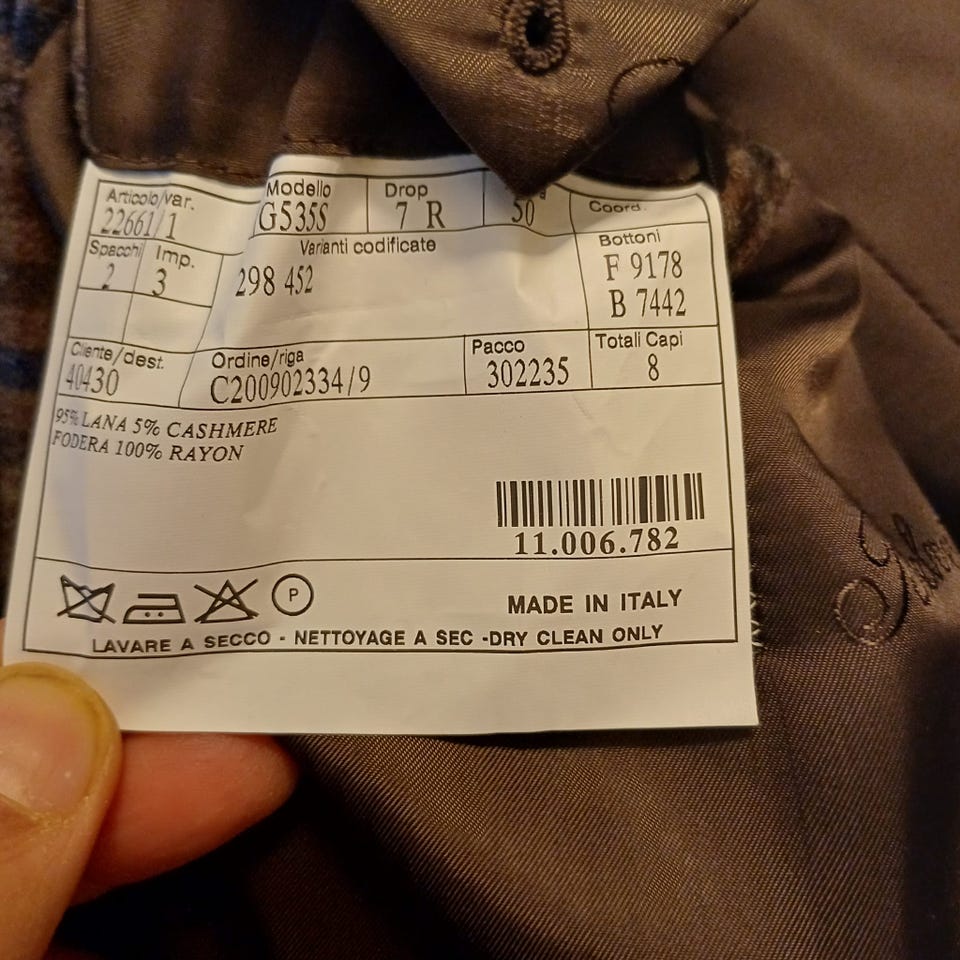 Articolo/var. Modello Drop Coord.
22661/1 G535S 7 R 50
Spacchi Imp. Varianti codificate Bottoni
2 3 298 452 F 9178
B 7442
Cliente/dest. Ordine/riga Pacco Totali Capi
40430 C200902334/9 302235 8
95% LANA 5% CASHMERE
FODERA 100% RAYON
11.006.782
P
MADE IN ITALY
LAVARE A SECCO - NETTOYAGE A SEC -DRY CLEAN ONLY